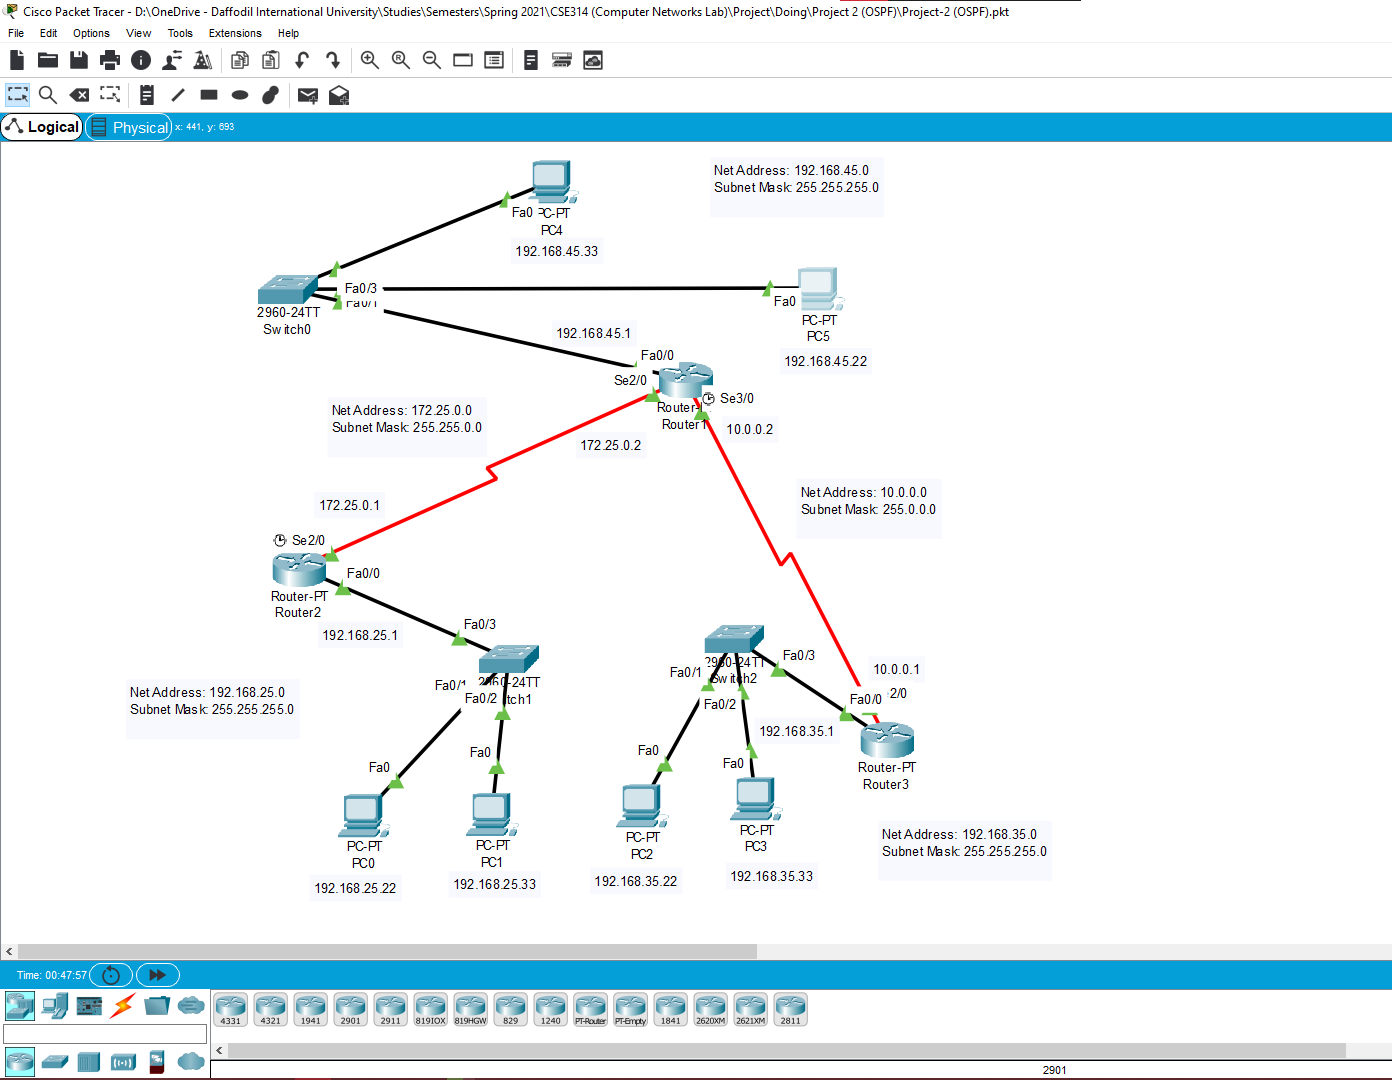 Cisco Packet Tracer - D:\OneDrive - Daffodil International University\Studies\Semesters\Spring 2021\CSE314 (Computer Networks Lab)\Project\Doing\Project 2 (OSPF)\Project-2 (OSPF).pkt
File Edit Options View Tools Extensions Help
Logical Physical x: 441, y: 693
Net Address: 192.168.45.0
Subnet Mask: 255.255.255.0
Fa0 PC-PT
PC4
192.168.45.33
Fa0/3
Fa0/1
2960-24TT
Switch0
Fa0
PC-PT
PC5
192.168.45.22
192.168.45.1
Fa0/0
Se2/0
Se3/0
Router-
Router1
10.0.0.2
172.25.0.2
Net Address: 172.25.0.0
Subnet Mask: 255.255.0.0
Net Address: 10.0.0.0
Subnet Mask: 255.0.0.0
172.25.0.1
Se2/0
Fa0/0
Router-PT
Router2
192.168.25.1
Fa0/3
2960-24TT
tch1
Fa0/1
Fa0/2
Net Address: 192.168.25.0
Subnet Mask: 255.255.255.0
Fa0
Fa0
PC-PT
PC0
192.168.25.22
PC-PT
PC1
192.168.25.33
2960-24TT
Switch2
Fa0/1
Fa0/2
Fa0/3
10.0.0.1
Fa0/0
2/0
192.168.35.1
Router-PT
Router3
Fa0
Fa0
PC-PT
PC2
192.168.35.22
PC-PT
PC3
192.168.35.33
Net Address: 192.168.35.0
Subnet Mask: 255.255.255.0
Time: 00:47:57
4331 4321 1941 2901 2911 819IOX 819HGW 829 1240 PT-Router PT-Empty 1841 2620XM 2621XM 2811
2901